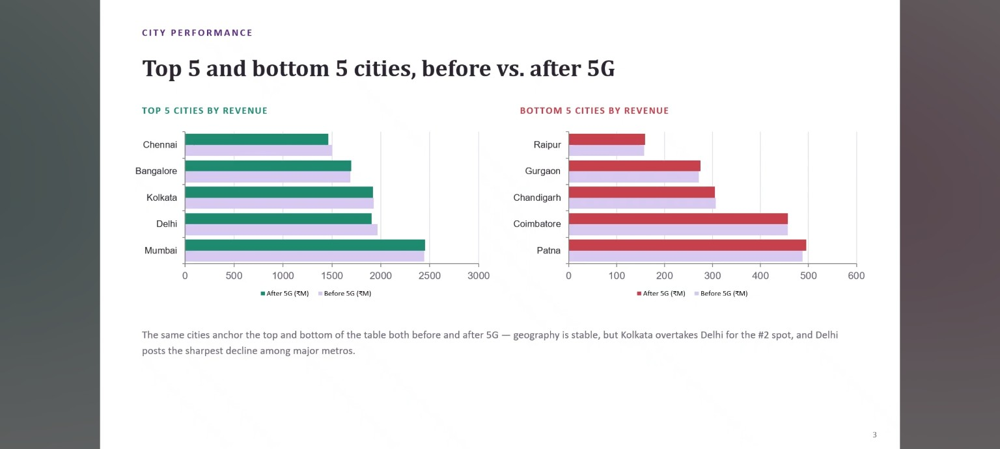 CITY PERFORMANCE
Top 5 and bottom 5 cities, before vs. after 5G
TOP 5 CITIES BY REVENUE
Chennai
Bangalore
Kolkata
Delhi
Mumbai
0 500 1000 1500 2000 2500 3000
After 5G (₹M) Before 5G (₹M)
BOTTOM 5 CITIES BY REVENUE
Raipur
Gurgaon
Chandigarh
Coimbatore
Patna
0 100 200 300 400 500 600
After 5G (₹M) Before 5G (₹M)
The same cities anchor the top and bottom of the table both before and after 5G — geography is stable, but Kolkata overtakes Delhi for the #2 spot, and Delhi
posts the sharpest decline among major metros.
3